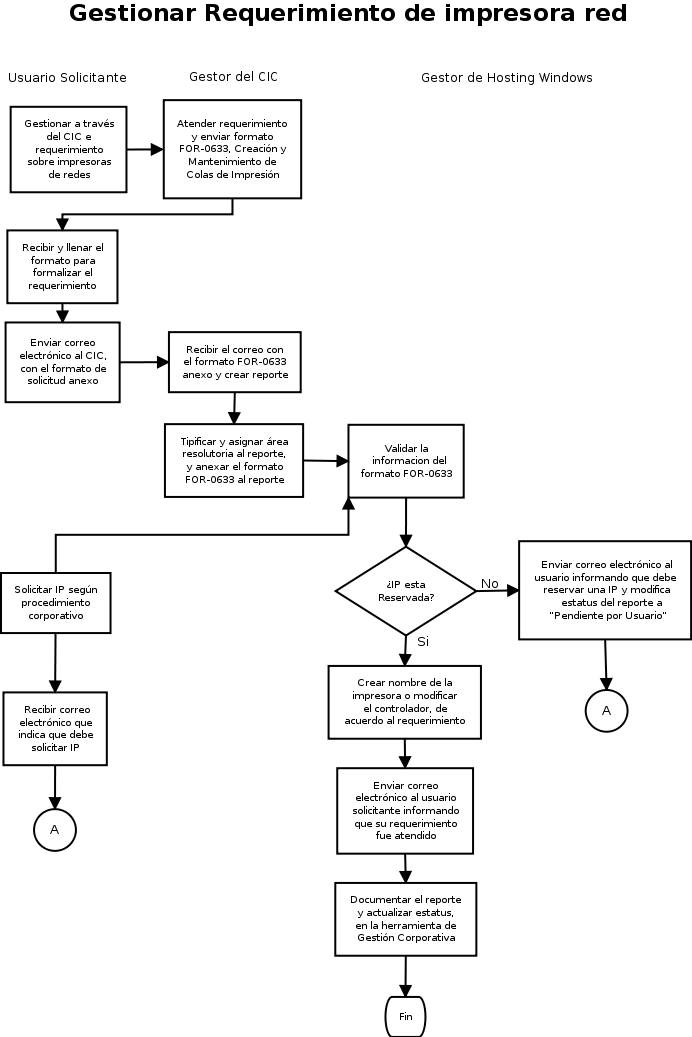 Gestionar Requerimiento de impresora red
Usuario Solicitante
Gestor del CIC
Gestor de Hosting Windows
Gestionar a través
del CIC e
requerimiento
sobre impresoras
de redes
Atender requerimiento
y enviar formato
FOR-0633, Creación y
Mantenimiento de
Colas de Impresión
Recibir y llenar el
formato para
formalizar el
requerimiento
Enviar correo
electrónico al CIC,
con el formato de
solicitud anexo
Recibir el correo con
el formato FOR-0633
anexo y crear reporte
Tipificar y asignar área
resolutoria al reporte,
y anexar el formato
FOR-0633 al reporte
Validar la
informacion del
formato FOR-0633
¿IP esta
Reservada?
No
Enviar correo electrónico al
usuario informando que debe
reservar una IP y modifica
estatus del reporte a
"Pendiente por Usuario"
A
Si
Solicitar IP según
procedimiento
corporativo
Recibir correo
electrónico que
indica que debe
solicitar IP
A
Crear nombre de la
impresora o modificar
el controlador, de
acuerdo al requerimiento
Enviar correo
electrónico al usuario
solicitante informando
que su requerimiento
fue atendido
Documentar el reporte
y actualizar estatus,
en la herramienta de
Gestión Corporativa
Fin